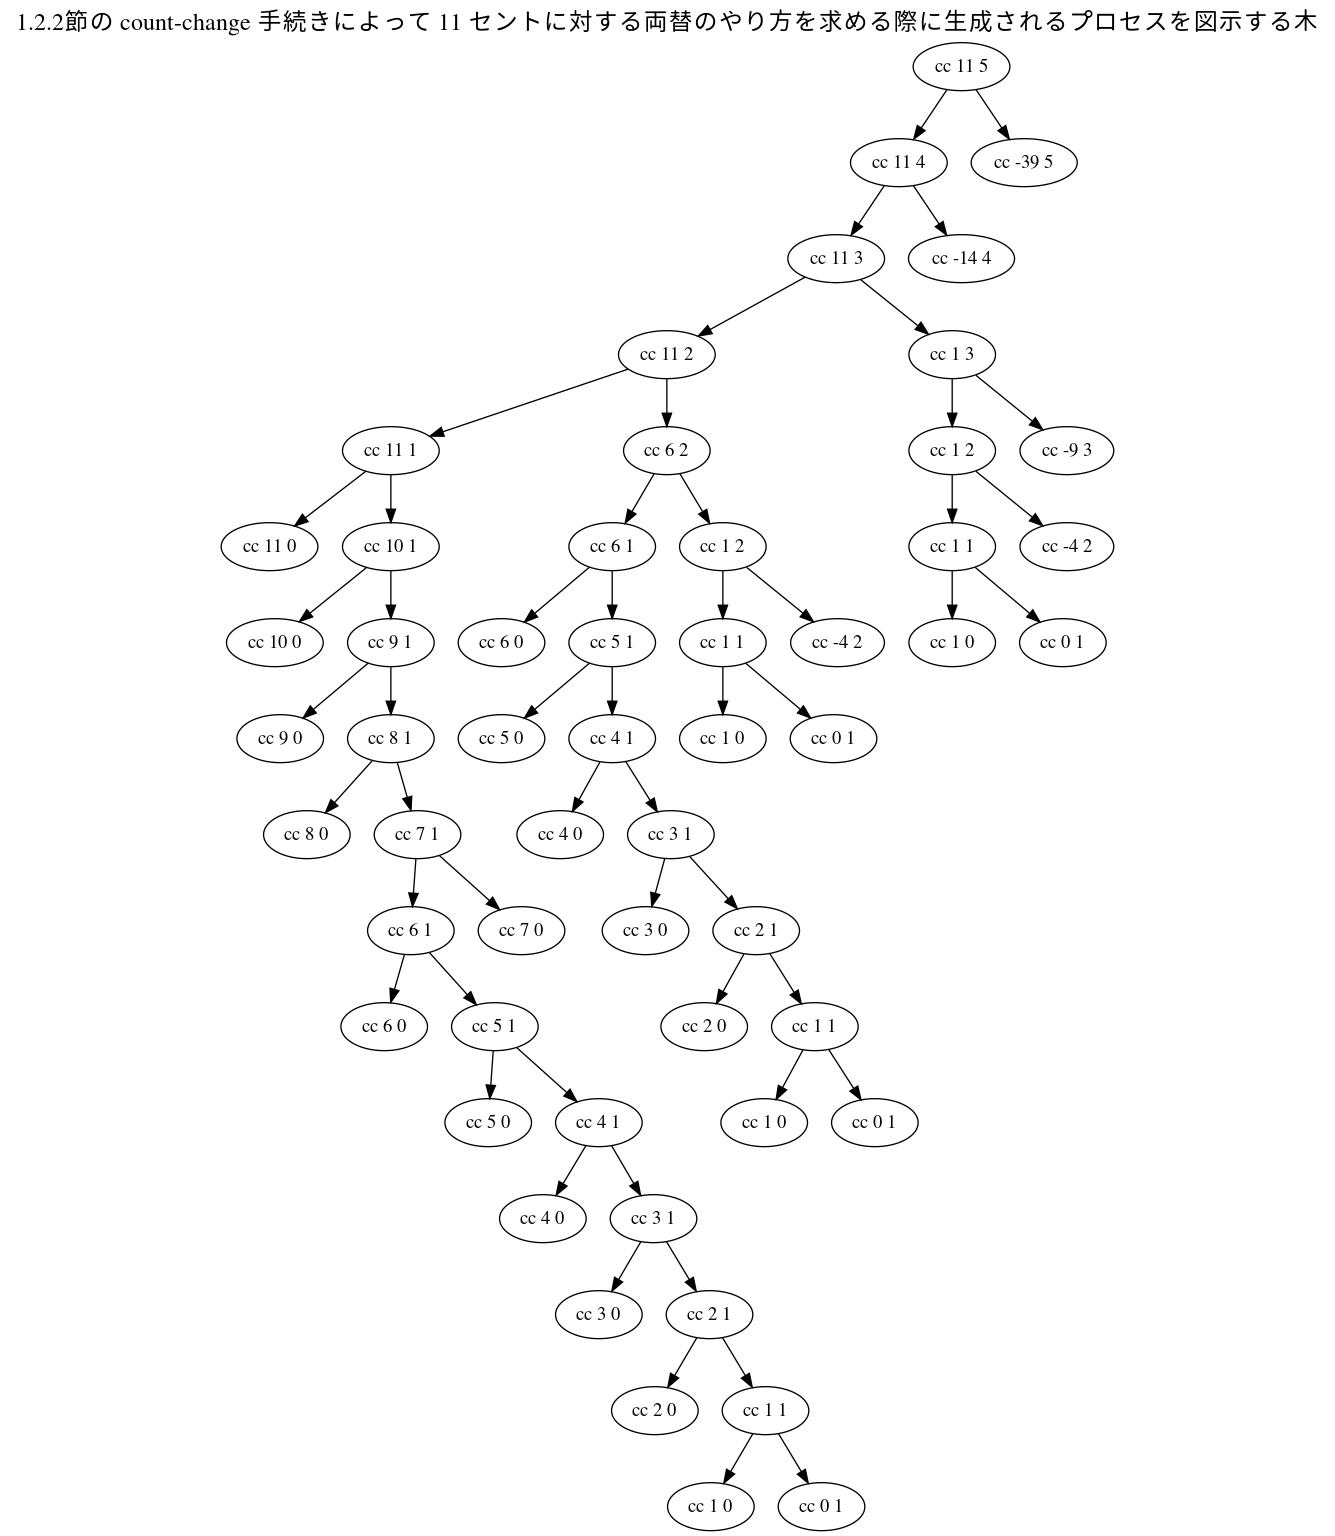 1.2.2節の count-change 手続きによって 11 セントに対する両替のやり方を求める際に生成されるプロセスを図示する木
cc 11 5
cc 11 4 cc -39 5
cc 11 3 cc -14 4
cc 11 2 cc 1 3
cc 11 1 cc 6 2 cc 1 2 cc -9 3
cc 11 0 cc 10 1 cc 6 1 cc 1 2 cc 1 1 cc -4 2
cc 10 0 cc 9 1 cc 6 0 cc 5 1 cc 1 1 cc -4 2 cc 1 0 cc 0 1
cc 9 0 cc 8 1 cc 5 0 cc 4 1 cc 1 0 cc 0 1
cc 8 0 cc 7 1 cc 4 0 cc 3 1
cc 6 1 cc 7 0 cc 3 0 cc 2 1
cc 6 0 cc 5 1 cc 2 0 cc 1 1
cc 5 0 cc 4 1 cc 1 0 cc 0 1
cc 4 0 cc 3 1
cc 3 0 cc 2 1
cc 2 0 cc 1 1
cc 1 0 cc 0 1